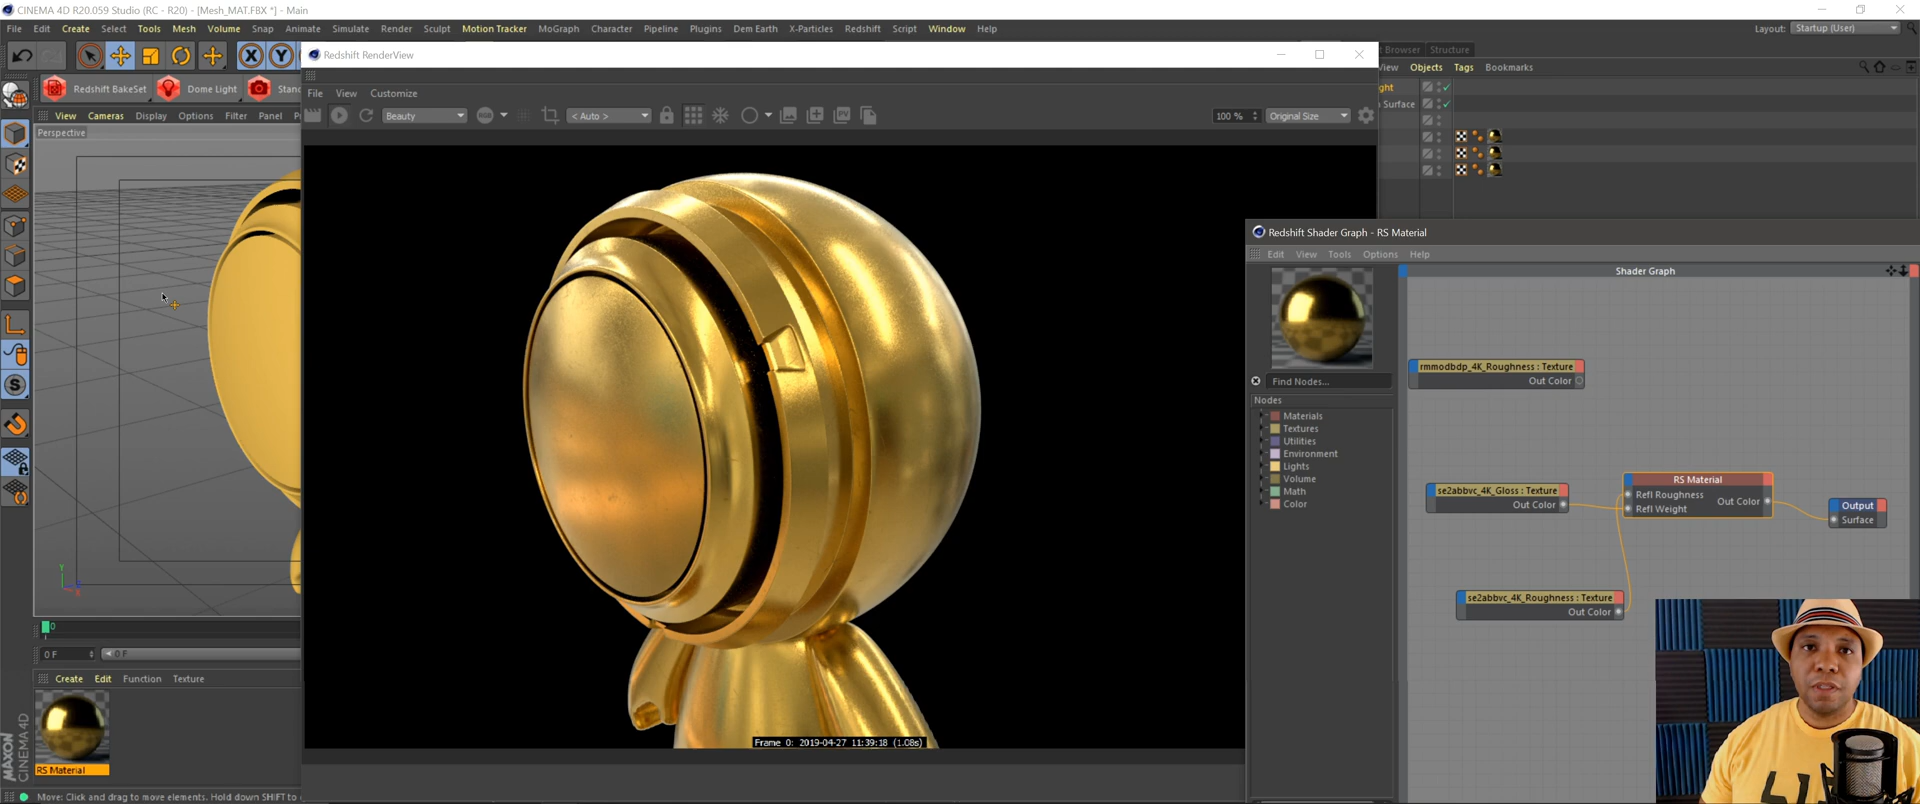 CINEMA 4D R20.059 Studio (RC - R20) - [Mesh_MAT.FBX *] - Main
File Edit Create Select Tools Mesh Volume Snap Animate Simulate Render Sculpt Motion Tracker MoGraph Character Pipeline Plugins Dem Earth X-Particles Redshift Script Window Help
Layout: Startup (User)
Redshift RenderView
Browser Structure
View Objects Tags Bookmarks
Redshift BakeSet Dome Light
File View Customize
ght
Surface
Beauty < Auto > 100 % Original Size
View Cameras Display Options Filter Panel
Perspective
Redshift Shader Graph - RS Material
Edit View Tools Options Help
Shader Graph
rmmodbdp_4K_Roughness : Texture
Out Color
Find Nodes...
Nodes
Materials
Textures
Utilities
Environment
Lights
Volume
Math
Color
RS Material
Refl Roughness
Refl Weight
Out Color
se2abbvc_4K_Gloss : Texture
Out Color
Output
Surface
se2abbvc_4K_Roughness : Texture
Out Color
Y
0
0 F 0 F
Create Edit Function Texture
RS Material
MAXON CINEMA 4D
Frame 0: 2019-04-27 11:39:18 (1.08s)
Move: Click and drag to move elements. Hold down SHIFT to